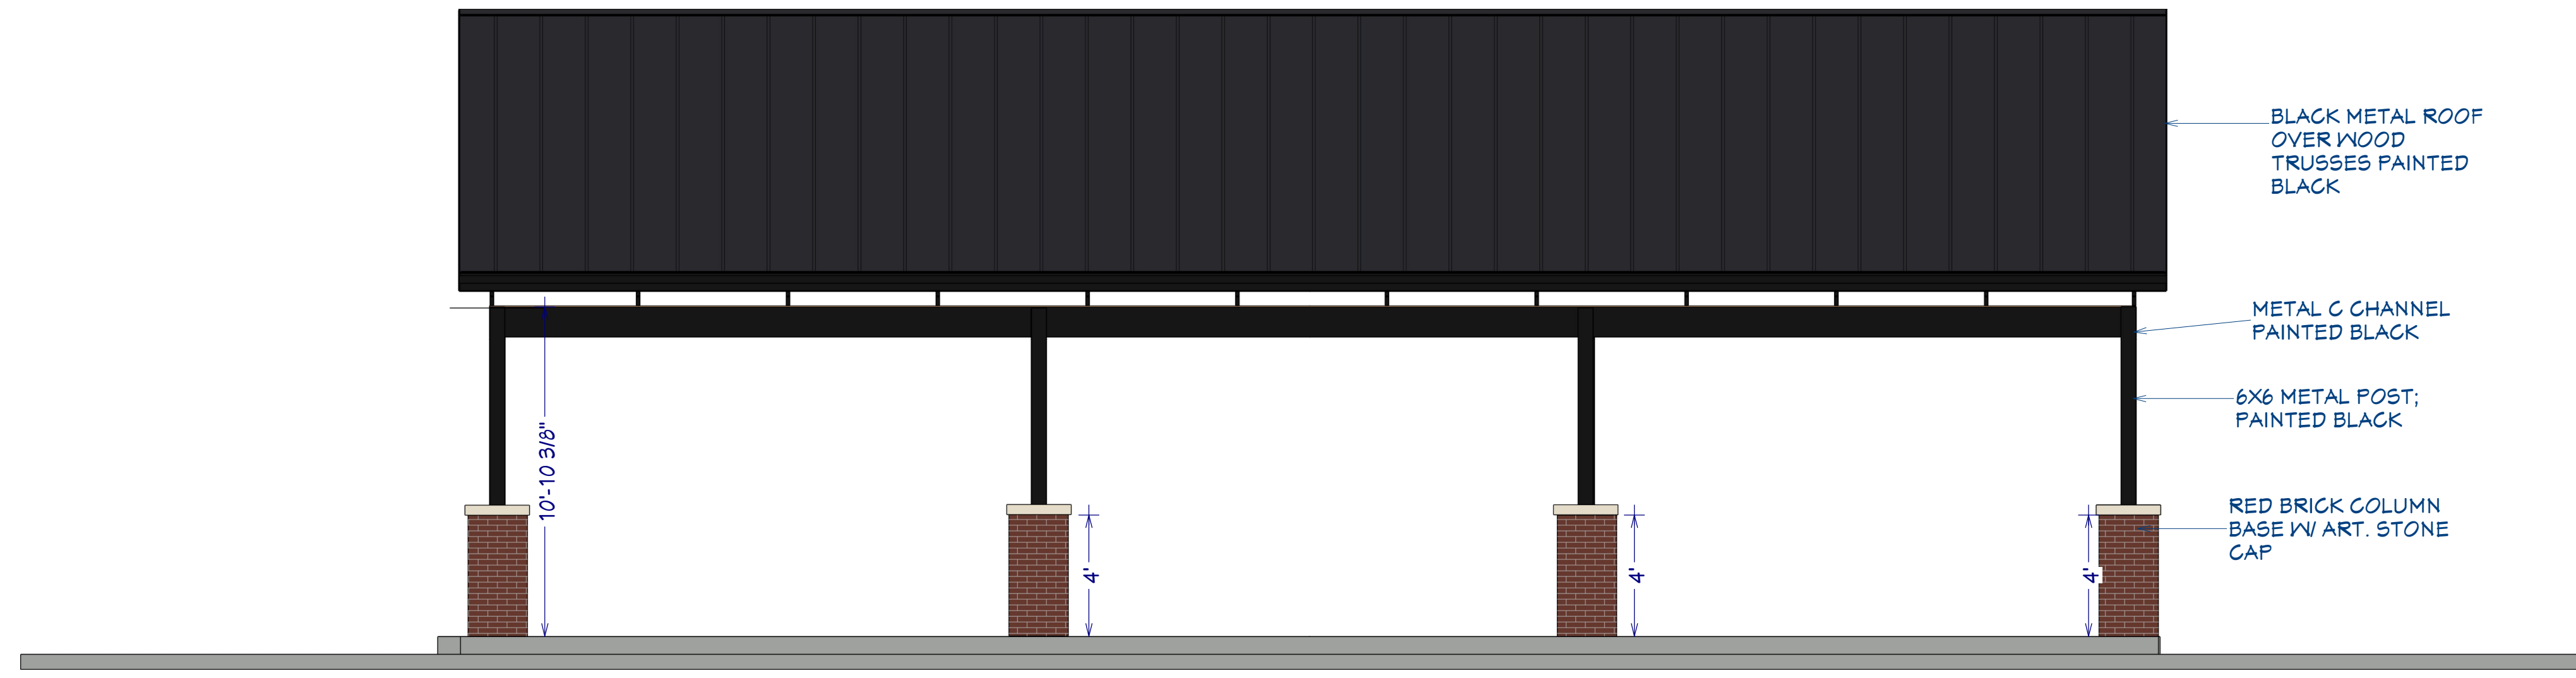 BLACK METAL ROOF
OVER WOOD
TRUSSES PAINTED
BLACK
METAL C CHANNEL
PAINTED BLACK
6X6 METAL POST;
PAINTED BLACK
10'-10 3/8"
RED BRICK COLUMN
BASE W/ ART. STONE
CAP
4'
4'
4'